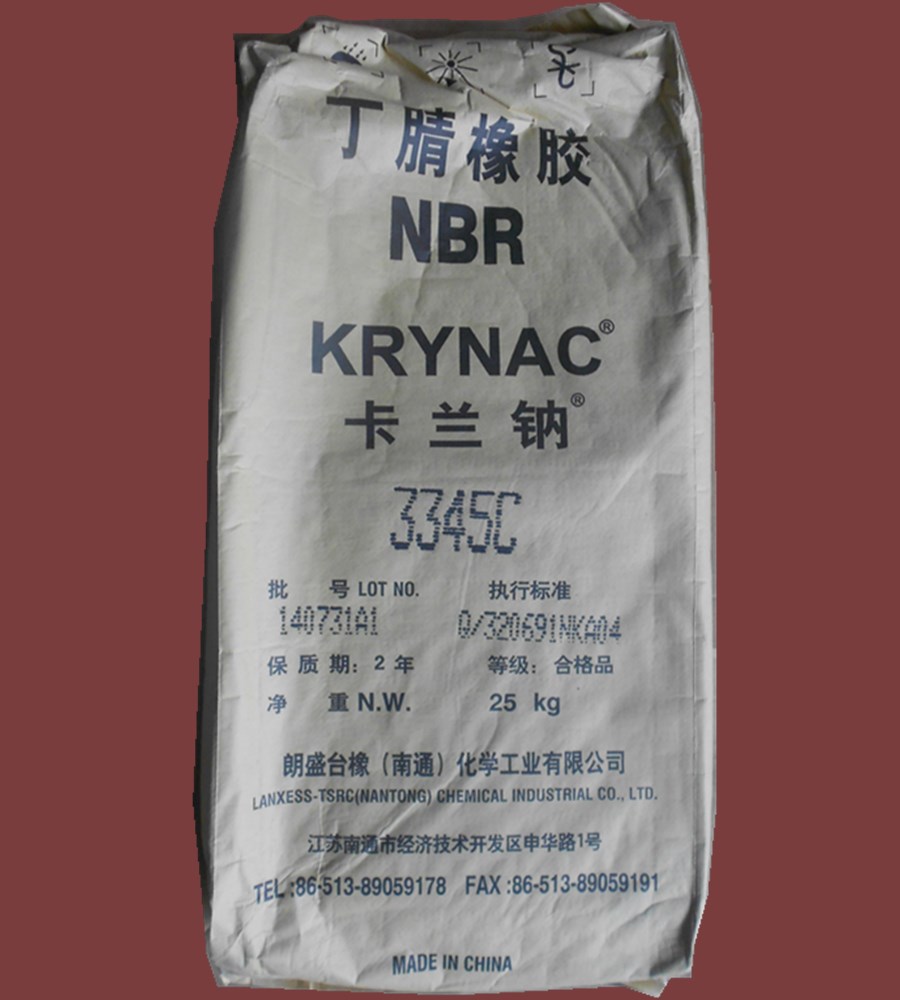 丁腈橡胶
NBR
KRYNAC®
卡兰钠®
3345C
批 号 LOT NO. 执行标准
140731A1 Q/320691NKA04
保质期：2年 等级：合格品
净 重 N.W. 25 kg
朗盛台橡（南通）化学工业有限公司
LANXESS-TSRC(NANTONG) CHEMICAL INDUSTRIAL CO., LTD.
江苏南通市经济技术开发区申华路1号
TEL :86-513-89059178 FAX :86-513-89059191
MADE IN CHINA